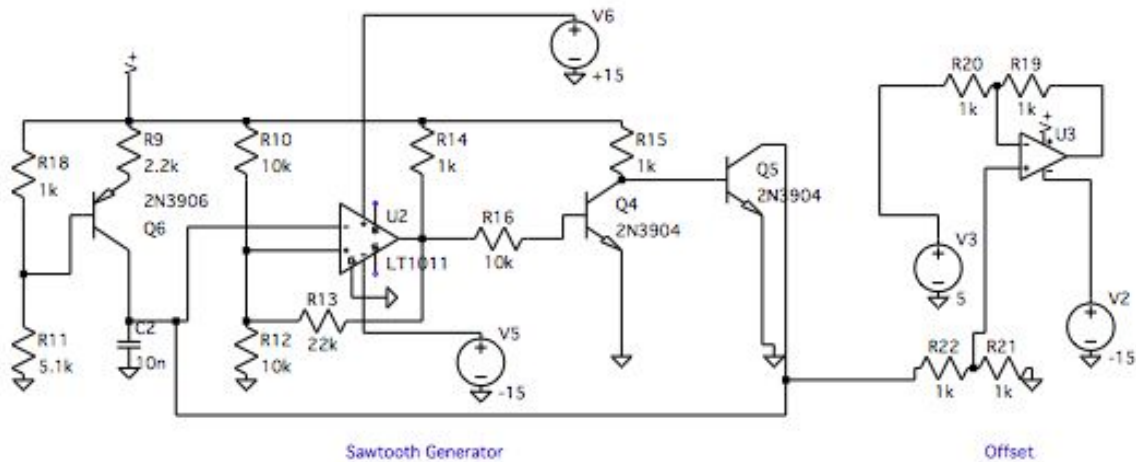 V6
+15
V+
R18
1k
R9
2.2k
2N3906
Q6
R10
10k
R14
1k
R15
1k
U2
LT1011
R16
10k
Q4
2N3904
Q5
2N3904
R11
5.1k
C2
10n
R12
10k
R13
22k
V5
-15
R20
1k
R19
1k
V+
U3
V3
5
V2
-15
R22
1k
R21
1k
Sawtooth Generator
Offset